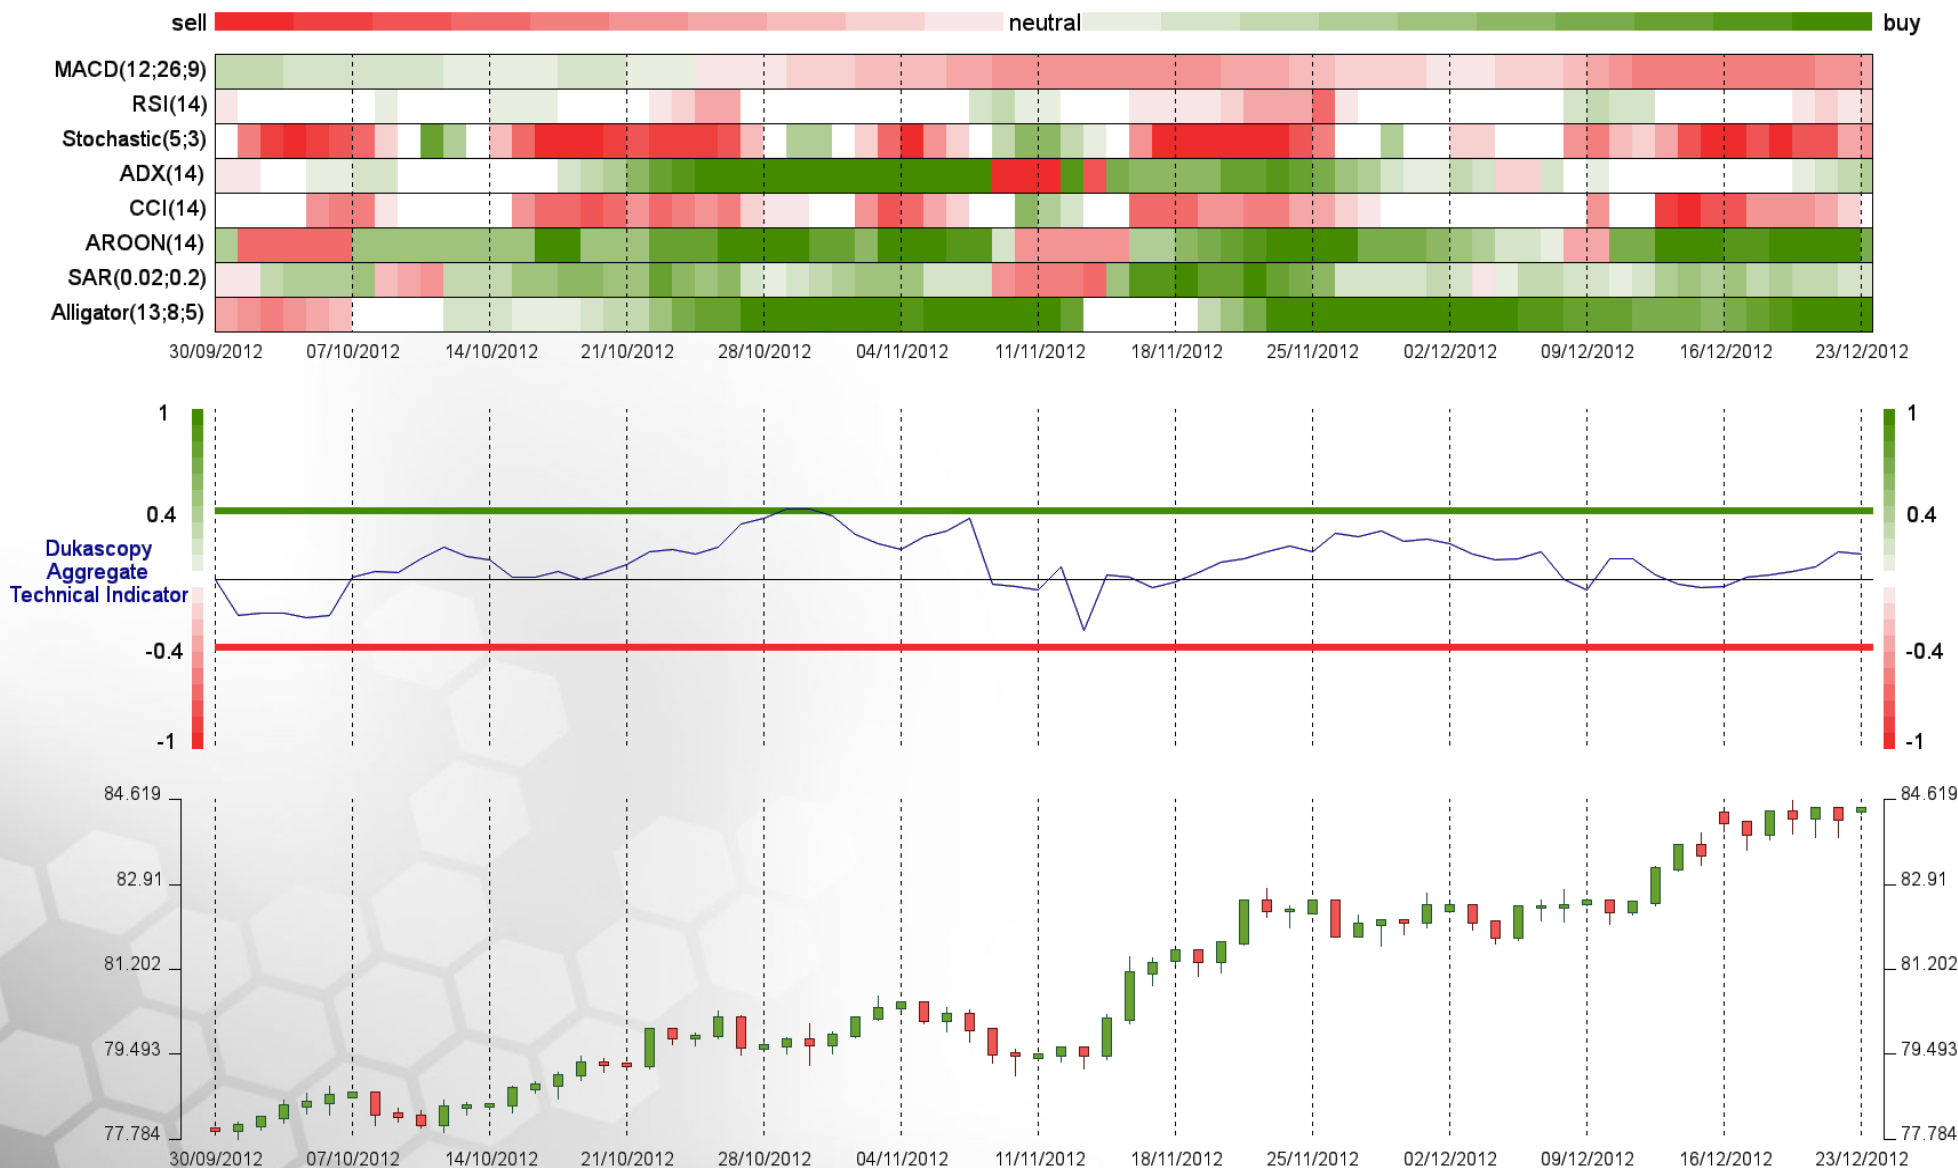 sell neutral buy
MACD(12;26;9)
RSI(14)
Stochastic(5;3)
ADX(14)
CCI(14)
AROON(14)
SAR(0.02;0.2)
Alligator(13;8;5)
30/09/2012 07/10/2012 14/10/2012 21/10/2012 28/10/2012 04/11/2012 11/11/2012 18/11/2012 25/11/2012 02/12/2012 09/12/2012 16/12/2012 23/12/2012
1 1
0.4 0.4
Dukascopy
Aggregate
Technical Indicator
-0.4 -0.4
-1 -1
84.619 84.619
82.91 82.91
81.202 81.202
79.493 79.493
77.784 77.784
30/09/2012 07/10/2012 14/10/2012 21/10/2012 28/10/2012 04/11/2012 11/11/2012 18/11/2012 25/11/2012 02/12/2012 09/12/2012 16/12/2012 23/12/2012